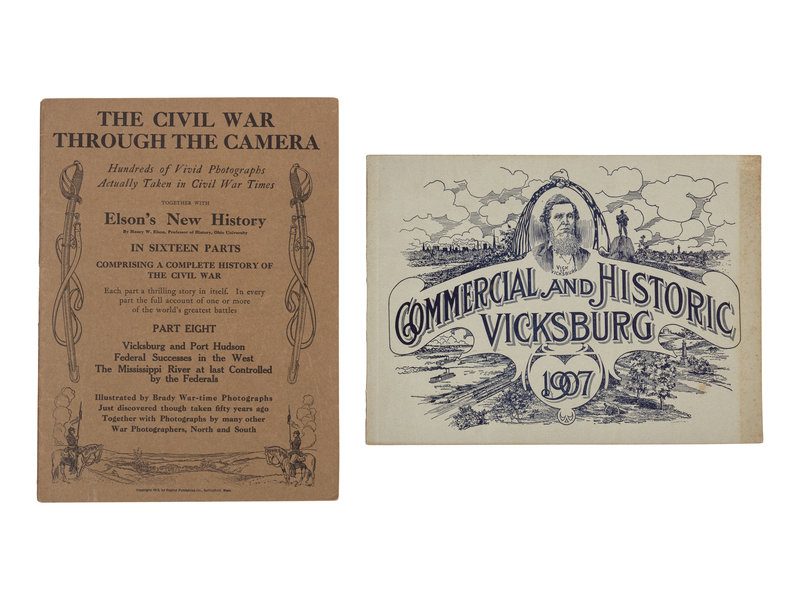 THE CIVIL WAR
THROUGH THE CAMERA
Hundreds of Vivid Photographs
Actually Taken in Civil War Times
TOGETHER WITH
Elson's New History
By Henry W. Elson, Professor of History, Ohio University
IN SIXTEEN PARTS
COMPRISING A COMPLETE HISTORY OF
THE CIVIL WAR
Each part a thrilling story in itself. In every
part the full account of one or more
of the world's greatest battles
PART EIGHT
Vicksburg and Port Hudson
Federal Successes in the West
The Mississippi River at last Controlled
by the Federals
Illustrated by Brady War-time Photographs
Just discovered though taken fifty years ago
Together with Photographs by many other
War Photographers, North and South
VICK
VICKSBURG
COMMERCIAL AND HISTORIC
VICKSBURG
1907